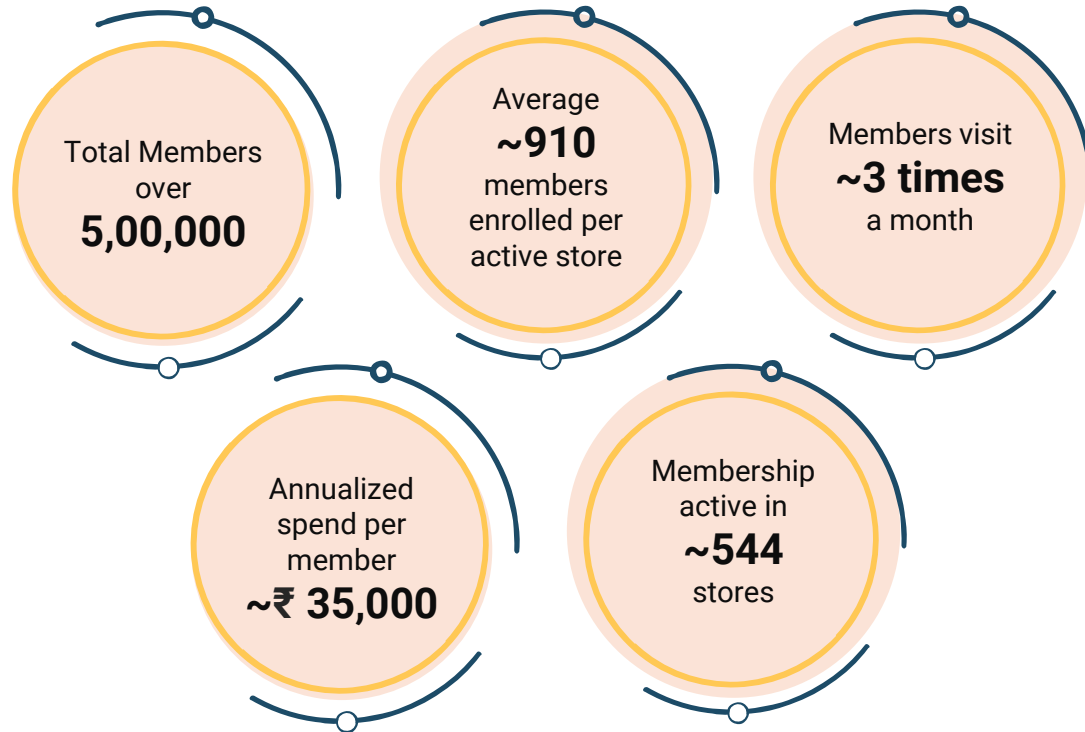 Total Members
over
5,00,000
Average
~910
members
enrolled per
active store
Members visit
~3 times
a month
Annualized
spend per
member
~₹ 35,000
Membership
active in
~544
stores